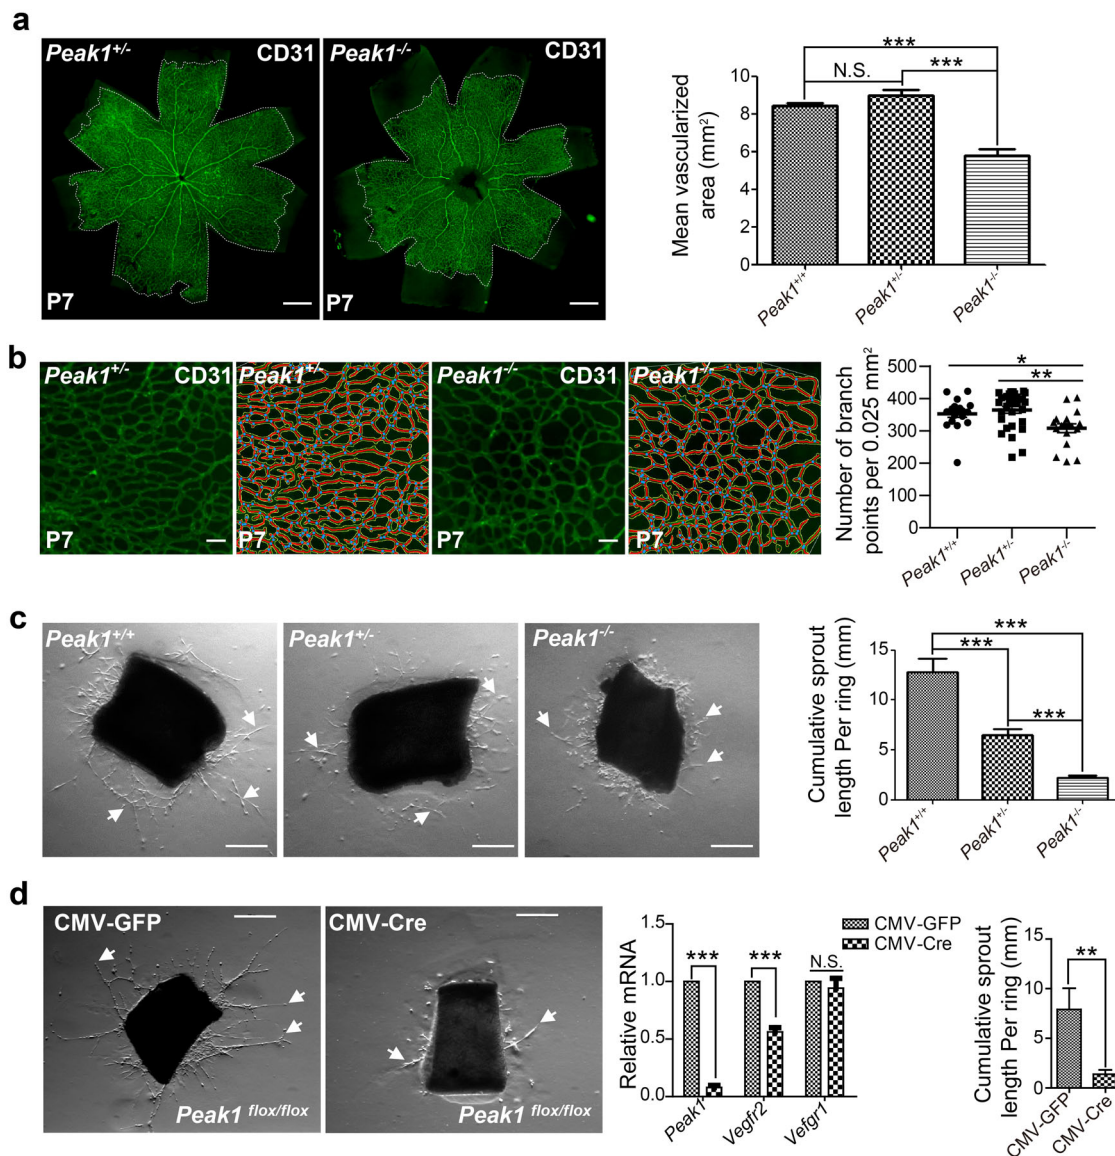 a
Peak1+/- CD31
P7
Peak1-/- CD31
P7
Mean vascularized
area (mm2)
10
8
6
4
2
0
***
N.S. ***
Peak1+/+
Peak1+/-
Peak1-/-
b
Peak1+/- CD31
P7
Peak1+/-
P7
Peak1-/- CD31
P7
Peak1-/-
P7
Number of branch
points per 0.025 mm2
500
400
300
200
100
0
*
**
Peak1+/+
Peak1+/-
Peak1-/-
c
Peak1+/+
Peak1+/-
Peak1-/-
Cumulative sprout
length Per ring (mm)
15
10
5
0
***
***
***
Peak1+/+
Peak1+/-
Peak1-/-
d
CMV-GFP
Peak1 flox/flox
CMV-Cre
Peak1 flox/flox
Relative mRNA
1.5
1.0
0.5
0.0
CMV-GFP
CMV-Cre
*** *** N.S.
Peak1
Vegfr2
Vefgr1
Cumulative sprout
length Per ring (mm)
15
10
5
0
**
CMV-GFP
CMV-Cre